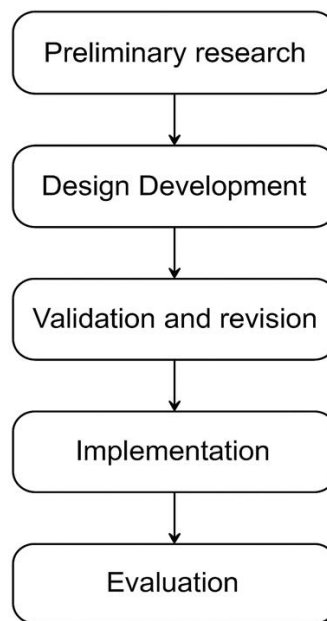 Preliminary research
Design Development
Validation and revision
Implementation
Evaluation